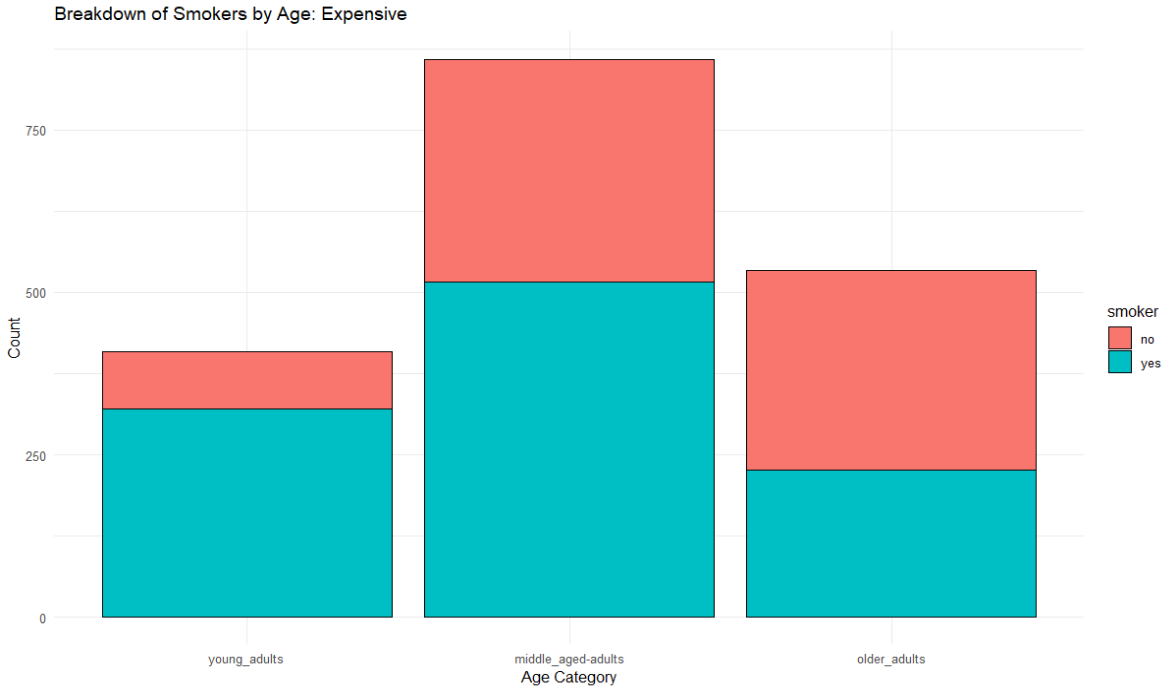 Breakdown of Smokers by Age: Expensive
750
500
250
0
Count
young_adults
middle_aged-adults
older_adults
Age Category
smoker
no
yes